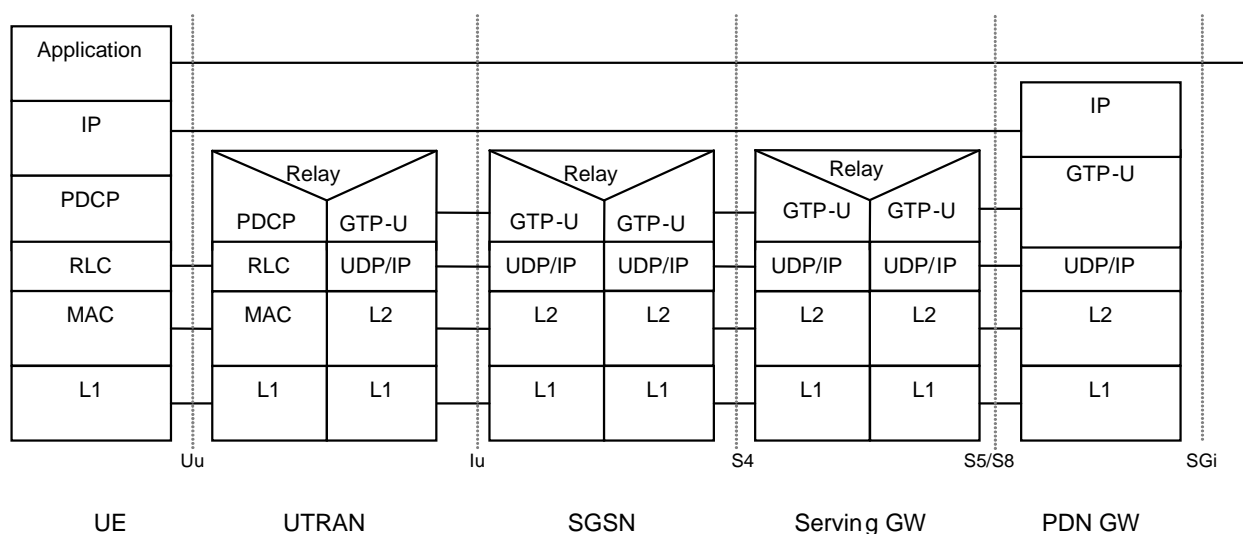 Application
IP
IP
Relay
Relay
Relay
GTP-U
PDCP
PDCP
GTP-U
GTP-U
GTP-U
GTP-U
GTP-U
RLC
RLC
UDP/IP
UDP/IP
UDP/IP
UDP/IP
UDP/IP
UDP/IP
MAC
MAC
L2
L2
L2
L2
L2
L2
L1
L1
L1
L1
L1
L1
L1
L1
Uu
Iu
S4
S5/S8
SGi
UE
UTRAN
SGSN
Serving GW
PDN GW